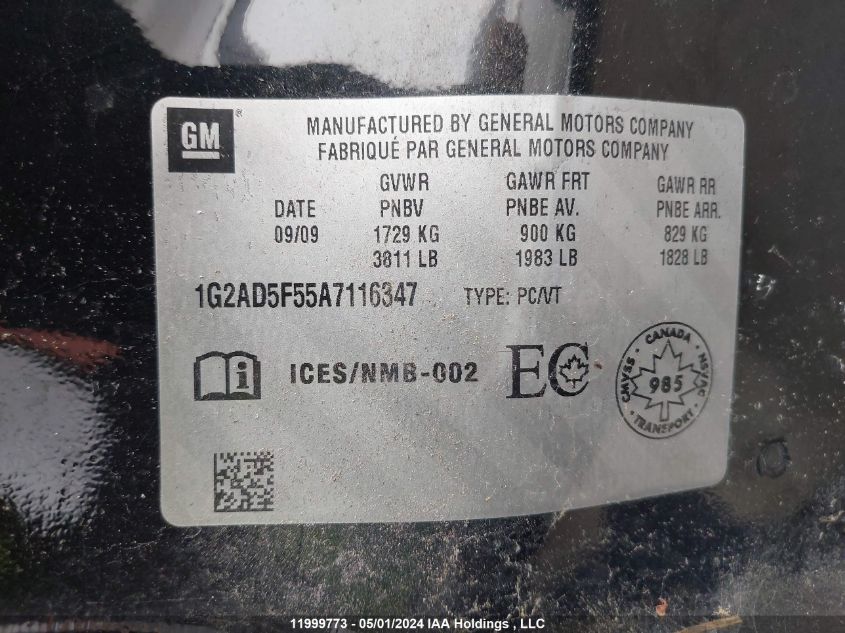 GM ®
MANUFACTURED BY GENERAL MOTORS COMPANY
FABRIQUÉ PAR GENERAL MOTORS COMPANY
GVWR GAWR FRT GAWR RR
DATE PNBV PNBE AV. PNBE ARR.
09/09 1729 KG 900 KG 829 KG
3811 LB 1983 LB 1828 LB
1G2AD5F55A7116347 TYPE: PC/VT
i ICES/NMB-002 EC
CANADA
CMVSS 985 NSVAC
TRANSPORT
11999773 - 05/01/2024 IAA Holdings , LLC